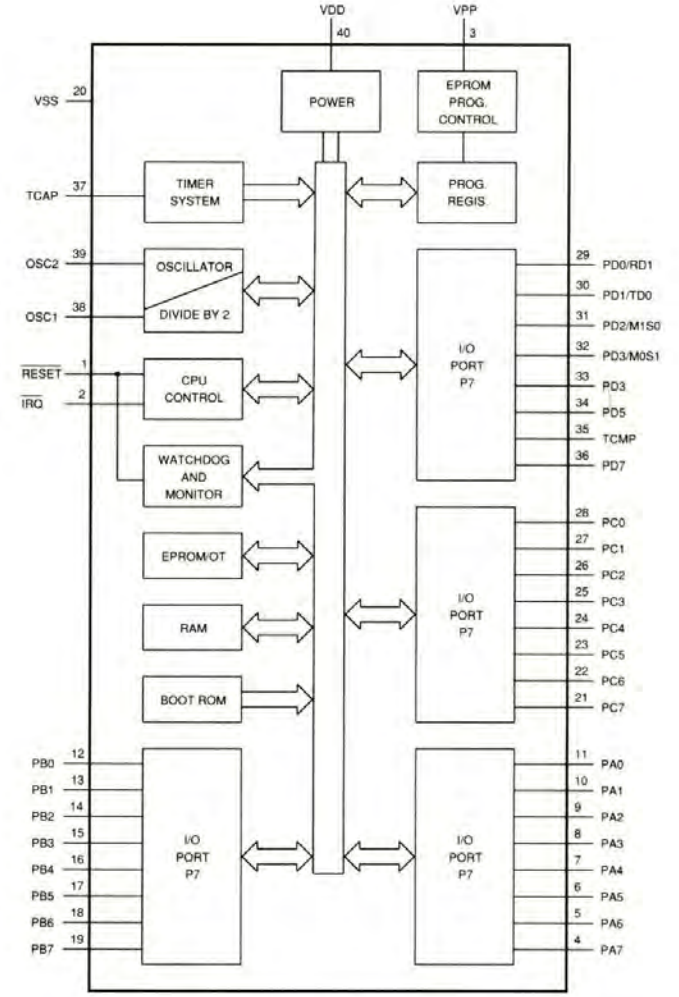 VDD
VPP
40
3
VSS
20
POWER
EPROM
PROG.
CONTROL
TCAP
37
TIMER
SYSTEM
PROG.
REGIS.
OSC2
39
OSCILLATOR
DIVIDE BY 2
OSC1
38
RESET
1
IRQ
2
CPU
CONTROL
WATCHDOG
AND
MONITOR
EPROM/OT
RAM
BOOT ROM
I/O
PORT
P7
29 PD0/RD1
30 PD1/TD0
31 PD2/M1S0
32 PD3/M0S1
33 PD3
34 PD5
35 TCMP
36 PD7
I/O
PORT
P7
28 PC0
27 PC1
26 PC2
25 PC3
24 PC4
23 PC5
22 PC6
21 PC7
PB0 12
PB1 13
PB2 14
PB3 15
PB4 16
PB5 17
PB6 18
PB7 19
I/O
PORT
P7
I/O
PORT
P7
11 PA0
10 PA1
9 PA2
8 PA3
7 PA4
6 PA5
5 PA6
4 PA7